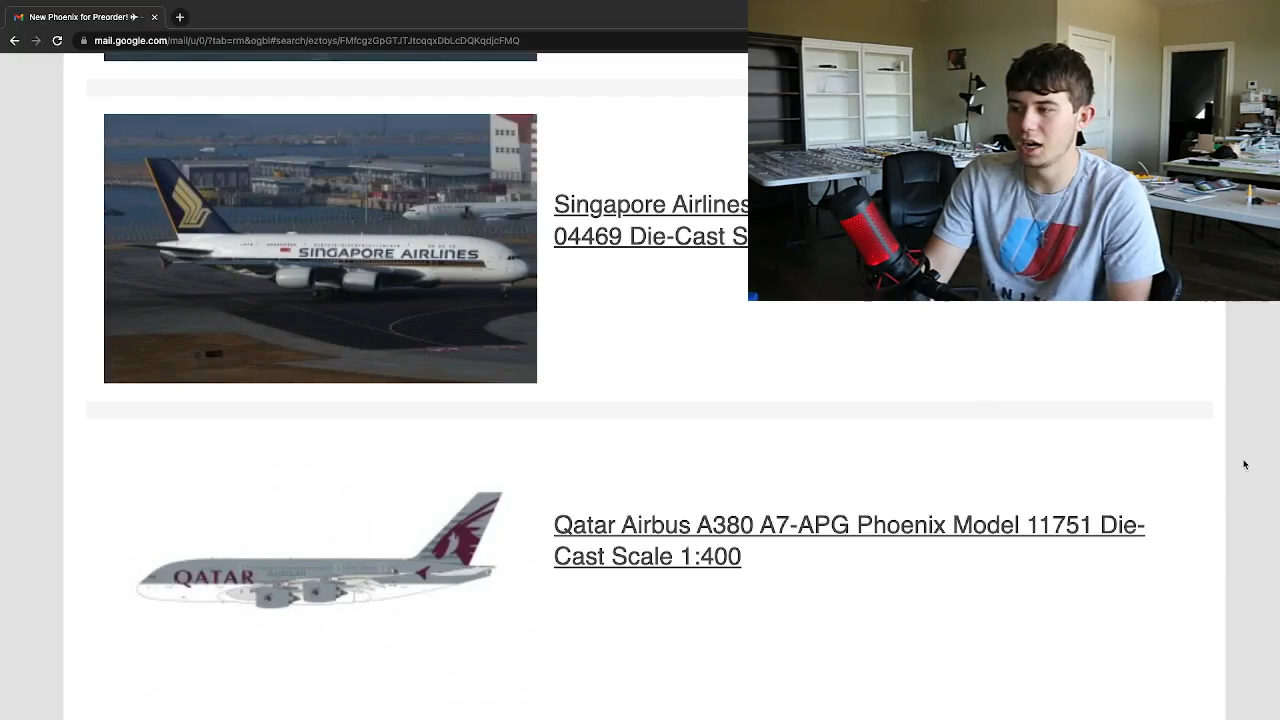 New Phoenix for Preorder! ✈ -
mail.google.com/mail/u/0/?tab=rm&ogbl#search/eztoys/FMfcgzGpGTJTJtcqqxDbLcDQKqdjcFMQ
SINGAPORE AIRLINES
Singapore Airlines
04469 Die-Cast S
QATAR
Qatar Airbus A380 A7-APG Phoenix Model 11751 Die-
Cast Scale 1:400